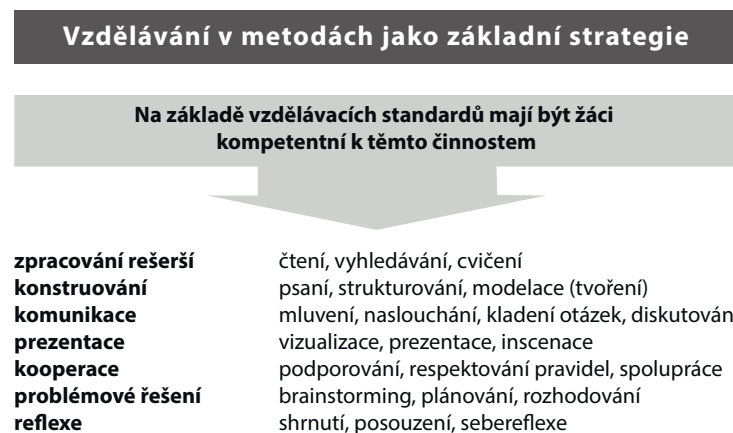 Vzdělávání v metodách jako základní strategie
Na základě vzdělávacích standardů mají být žáci
kompetentní k těmto činnostem
zpracování rešerší čtení, vyhledávání, cvičení
konstruování psaní, strukturování, modelace (tvoření)
komunikace mluvení, naslouchání, kladení otázek, diskutován
prezentace vizualizace, prezentace, inscenace
kooperace podporování, respektování pravidel, spolupráce
problémové řešení brainstorming, plánování, rozhodování
reflexe shrnutí, posouzení, sebereflexe